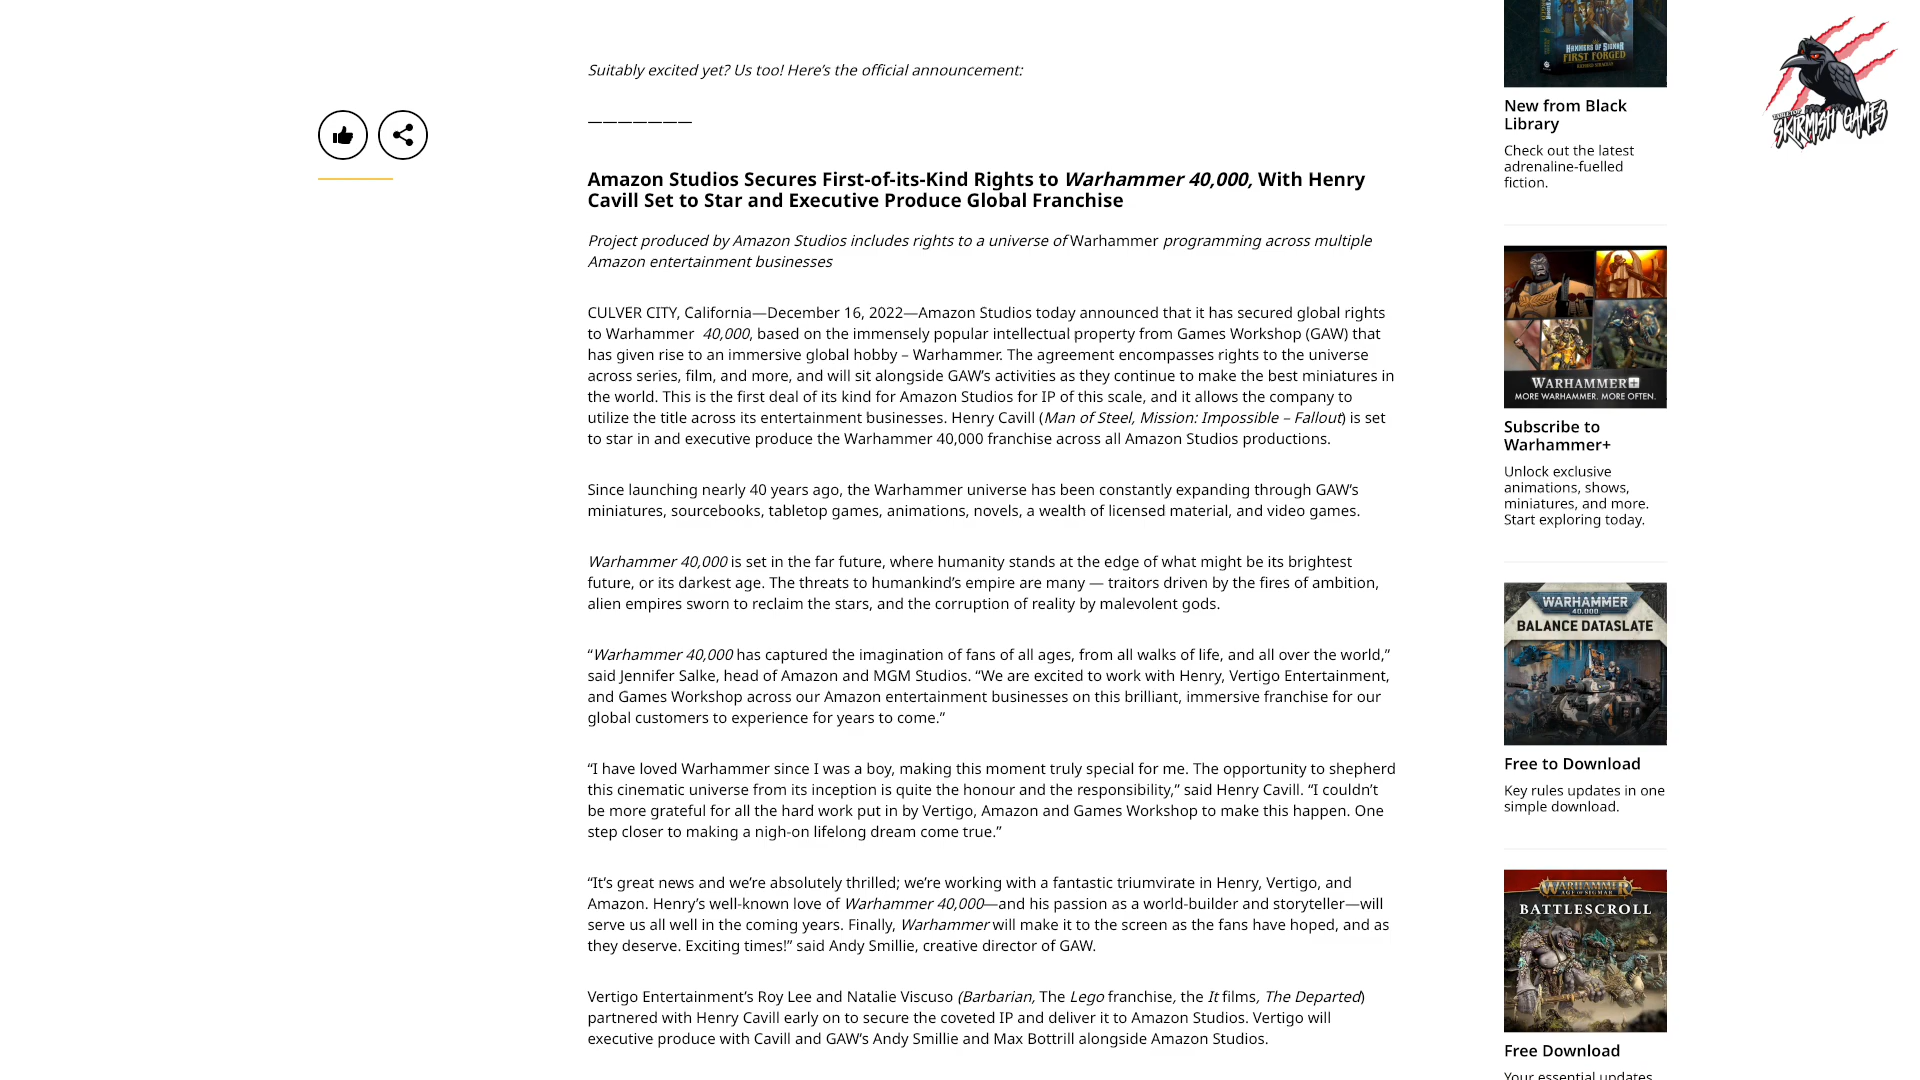 Suitably excited yet? Us too! Here’s the official announcement:
———————
Amazon Studios Secures First-of-its-Kind Rights to Warhammer 40,000, With Henry
Cavill Set to Star and Executive Produce Global Franchise
Project produced by Amazon Studios includes rights to a universe of Warhammer programming across multiple
Amazon entertainment businesses
CULVER CITY, California—December 16, 2022—Amazon Studios today announced that it has secured global rights
to Warhammer  40,000, based on the immensely popular intellectual property from Games Workshop (GAW) that
has given rise to an immersive global hobby – Warhammer. The agreement encompasses rights to the universe
across series, film, and more, and will sit alongside GAW’s activities as they continue to make the best miniatures in
the world. This is the first deal of its kind for Amazon Studios for IP of this scale, and it allows the company to
utilize the title across its entertainment businesses. Henry Cavill (Man of Steel, Mission: Impossible – Fallout) is set
to star in and executive produce the Warhammer 40,000 franchise across all Amazon Studios productions.
Since launching nearly 40 years ago, the Warhammer universe has been constantly expanding through GAW’s
miniatures, sourcebooks, tabletop games, animations, novels, a wealth of licensed material, and video games.
Warhammer 40,000 is set in the far future, where humanity stands at the edge of what might be its brightest
future, or its darkest age. The threats to humankind’s empire are many — traitors driven by the fires of ambition,
alien empires sworn to reclaim the stars, and the corruption of reality by malevolent gods.
“Warhammer 40,000 has captured the imagination of fans of all ages, from all walks of life, and all over the world,”
said Jennifer Salke, head of Amazon and MGM Studios. “We are excited to work with Henry, Vertigo Entertainment,
and Games Workshop across our Amazon entertainment businesses on this brilliant, immersive franchise for our
global customers to experience for years to come.”
“I have loved Warhammer since I was a boy, making this moment truly special for me. The opportunity to shepherd
this cinematic universe from its inception is quite the honour and the responsibility,” said Henry Cavill. “I couldn’t
be more grateful for all the hard work put in by Vertigo, Amazon and Games Workshop to make this happen. One
step closer to making a nigh-on lifelong dream come true.”
“It’s great news and we’re absolutely thrilled; we’re working with a fantastic triumvirate in Henry, Vertigo, and
Amazon. Henry’s well-known love of Warhammer 40,000—and his passion as a world-builder and storyteller—will
serve us all well in the coming years. Finally, Warhammer will make it to the screen as the fans have hoped, and as
they deserve. Exciting times!” said Andy Smillie, creative director of GAW.
Vertigo Entertainment’s Roy Lee and Natalie Viscuso (Barbarian, The Lego franchise, the It films, The Departed)
partnered with Henry Cavill early on to secure the coveted IP and deliver it to Amazon Studios. Vertigo will
executive produce with Cavill and GAW’s Andy Smillie and Max Bottrill alongside Amazon Studios.
HAMMERS OF SIGMAR
FIRST FORGED
New from Black
Library
Check out the latest
adrenaline-fuelled
fiction.
WARHAMMER+
MORE WARHAMMER. MORE OFTEN.
Subscribe to
Warhammer+
Unlock exclusive
animations, shows,
miniatures, and more.
Start exploring today.
WARHAMMER
40,000
BALANCE DATASLATE
Free to Download
Key rules updates in one
simple download.
WARHAMMER
AGE OF SIGMAR
BATTLESCROLL
Free Download
Your essential updates
SKIRMISH GAMES